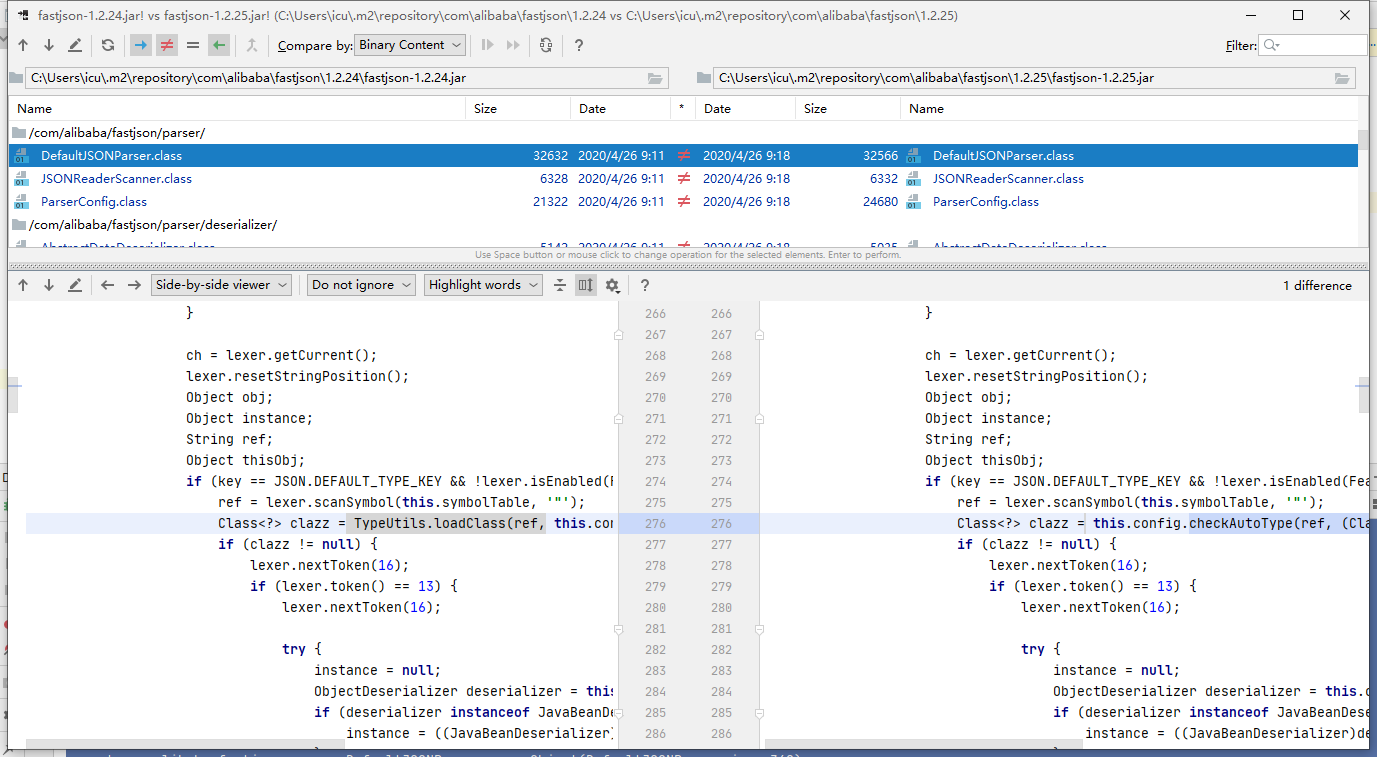 fastjson-1.2.24.jar! vs fastjson-1.2.25.jar! (C:\Users\icu\.m2\repository\com\alibaba\fastjson\1.2.24 vs C:\Users\icu\.m2\repository\com\alibaba\fastjson\1.2.25)
Compare by: Binary Content ? Filter:
C:\Users\icu\.m2\repository\com\alibaba\fastjson\1.2.24\fastjson-1.2.24.jar C:\Users\icu\.m2\repository\com\alibaba\fastjson\1.2.25\fastjson-1.2.25.jar
Name Size Date * Date Size Name
/com/alibaba/fastjson/parser/
DefaultJSONParser.class 32632 2020/4/26 9:11 ≠ 2020/4/26 9:18 32566 DefaultJSONParser.class
JSONReaderScanner.class 6328 2020/4/26 9:11 ≠ 2020/4/26 9:18 6332 JSONReaderScanner.class
ParserConfig.class 21322 2020/4/26 9:11 ≠ 2020/4/26 9:18 24680 ParserConfig.class
/com/alibaba/fastjson/parser/deserializer/
Use Space button or mouse click to change operation for the selected elements. Enter to perform.
Side-by-side viewer Do not ignore Highlight words ? 1 difference
} 266 266 }
267 267
ch = lexer.getCurrent(); 268 268 ch = lexer.getCurrent();
lexer.resetStringPosition(); 269 269 lexer.resetStringPosition();
Object obj; 270 270 Object obj;
Object instance; 271 271 Object instance;
String ref; 272 272 String ref;
Object thisObj; 273 273 Object thisObj;
if (key == JSON.DEFAULT_TYPE_KEY && !lexer.isEnabled( 274 274 if (key == JSON.DEFAULT_TYPE_KEY && !lexer.isEnabled(Fea
ref = lexer.scanSymbol(this.symbolTable, '"'); 275 275 ref = lexer.scanSymbol(this.symbolTable, '"');
Class<?> clazz = TypeUtils.loadClass(ref, this.con 276 276 Class<?> clazz = this.config.checkAutoType(ref, (Cla
if (clazz != null) { 277 277 if (clazz != null) {
lexer.nextToken(16); 278 278 lexer.nextToken(16);
if (lexer.token() == 13) { 279 279 if (lexer.token() == 13) {
lexer.nextToken(16); 280 280 lexer.nextToken(16);
281 281
try { 282 282 try {
instance = null; 283 283 instance = null;
ObjectDeserializer deserializer = this 284 284 ObjectDeserializer deserializer = this.c
if (deserializer instanceof JavaBeanDe 285 285 if (deserializer instanceof JavaBeanDese
instance = ((JavaBeanDeserializer) 286 286 instance = ((JavaBeanDeserializer)de